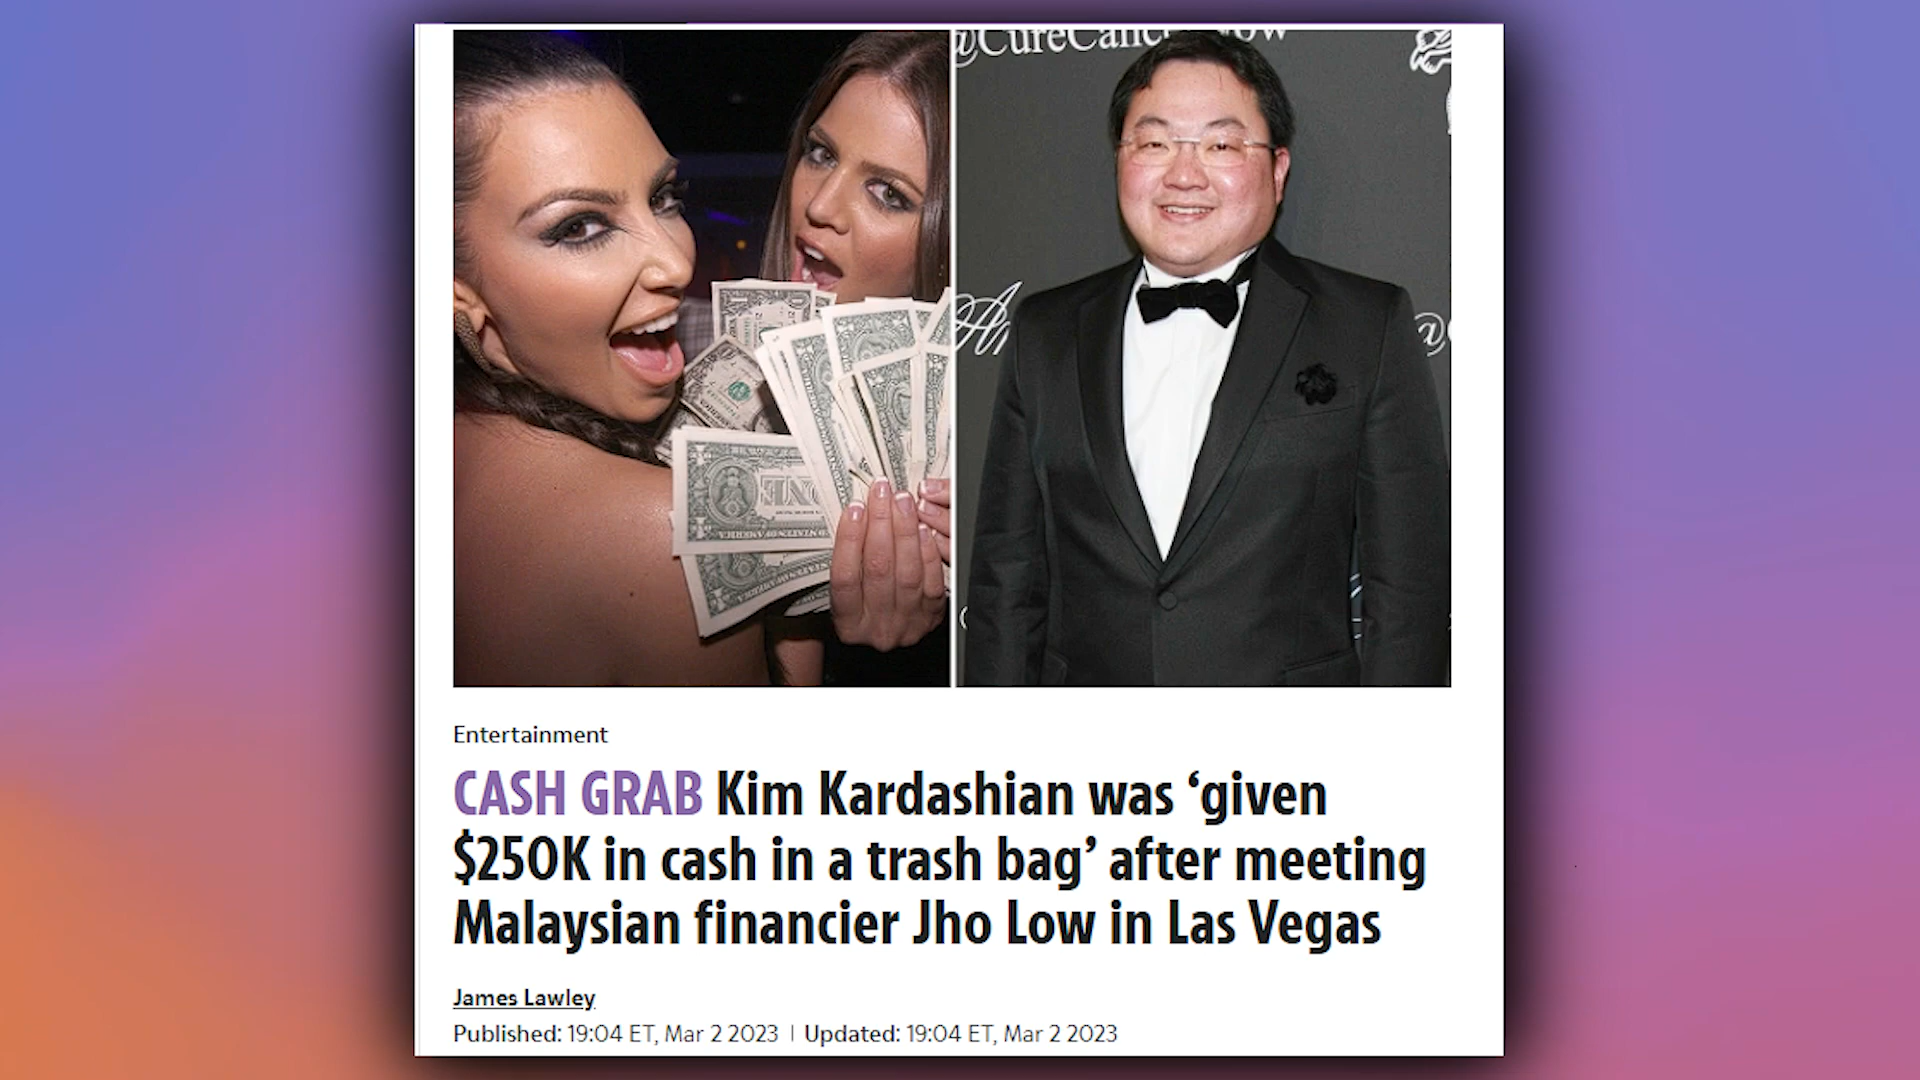 @CureCancerNow
Entertainment
CASH GRAB Kim Kardashian was ‘given
$250K in cash in a trash bag’ after meeting
Malaysian financier Jho Low in Las Vegas
James Lawley
Published: 19:04 ET, Mar 2 2023 | Updated: 19:04 ET, Mar 2 2023